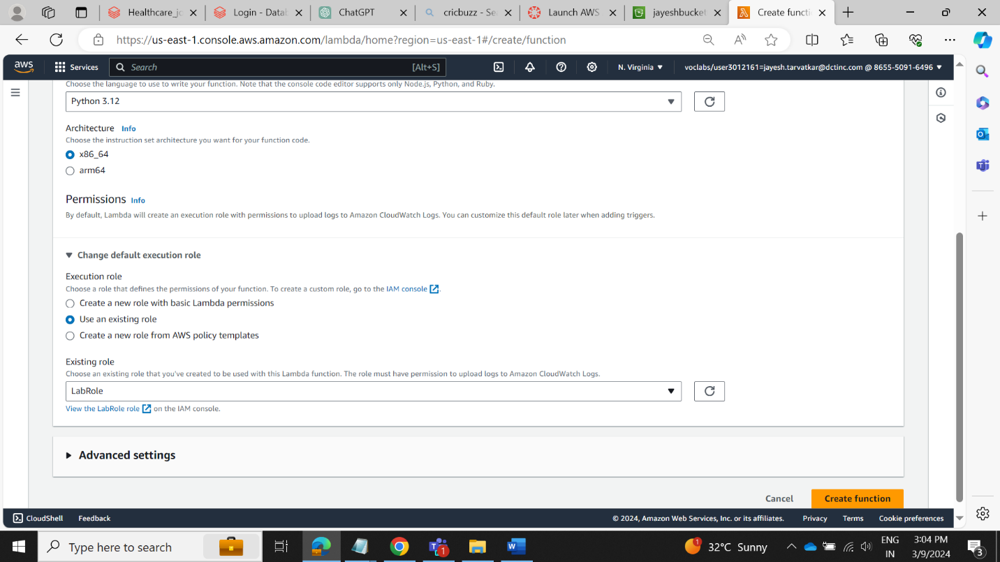 Healthcare_jo
Login - Datab
ChatGPT
cricbuzz - Se
Launch AWS
jayeshbucket
Create functi
https://us-east-1.console.aws.amazon.com/lambda/home?region=us-east-1#/create/function
aws
Services
Search
[Alt+S]
N. Virginia
voclabs/user3012161=jayesh.tarvatkar@dctinc.com @ 8655-5091-6496
Choose the language to use to write your function. Note that the console code editor supports only Node.js, Python, and Ruby.
Python 3.12
Architecture Info
Choose the instruction set architecture you want for your function code.
x86_64
arm64
Permissions Info
By default, Lambda will create an execution role with permissions to upload logs to Amazon CloudWatch Logs. You can customize this default role later when adding triggers.
Change default execution role
Execution role
Choose a role that defines the permissions of your function. To create a custom role, go to the IAM console.
Create a new role with basic Lambda permissions
Use an existing role
Create a new role from AWS policy templates
Existing role
Choose an existing role that you've created to be used with this Lambda function. The role must have permission to upload logs to Amazon CloudWatch Logs.
LabRole
View the LabRole role on the IAM console.
Advanced settings
Cancel
Create function
CloudShell
Feedback
© 2024, Amazon Web Services, Inc. or its affiliates.
Privacy
Terms
Cookie preferences
Type here to search
1
1
32°C Sunny
ENG
IN
3:04 PM
3/9/2024
3